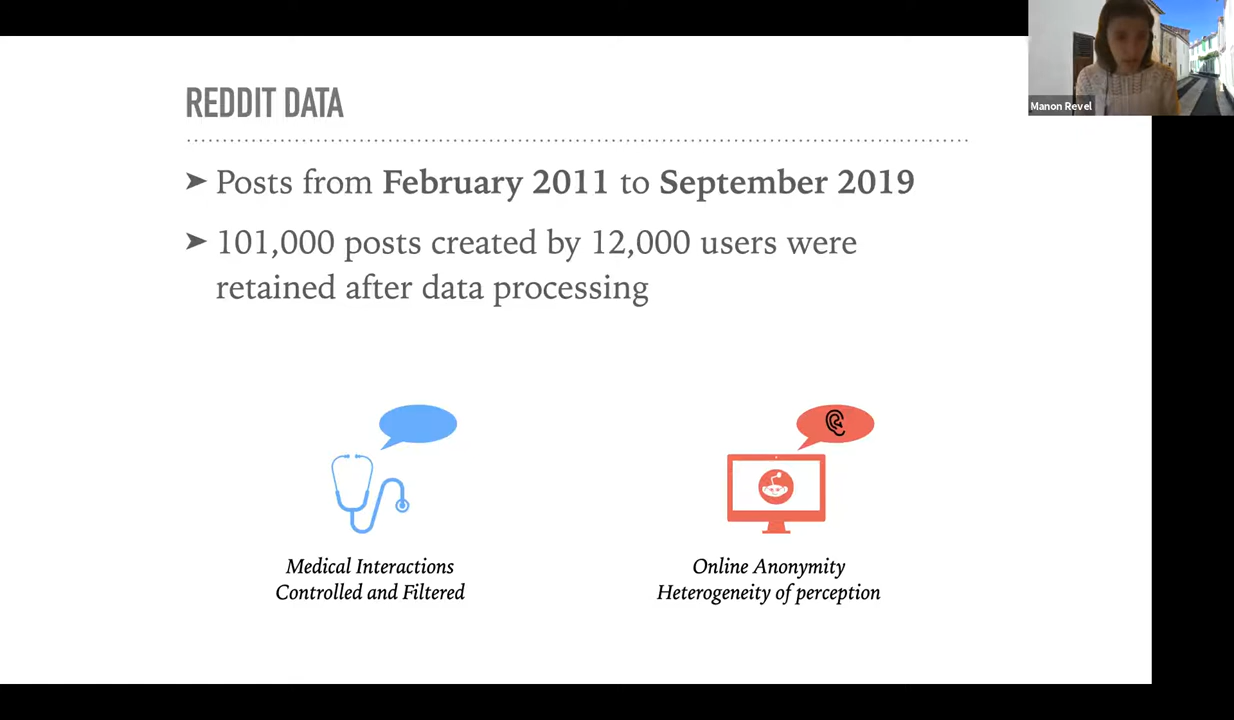 Manon Revel
REDDIT DATA
➤ Posts from February 2011 to September 2019
➤ 101,000 posts created by 12,000 users were
retained after data processing
Medical Interactions
Controlled and Filtered
Online Anonymity
Heterogeneity of perception